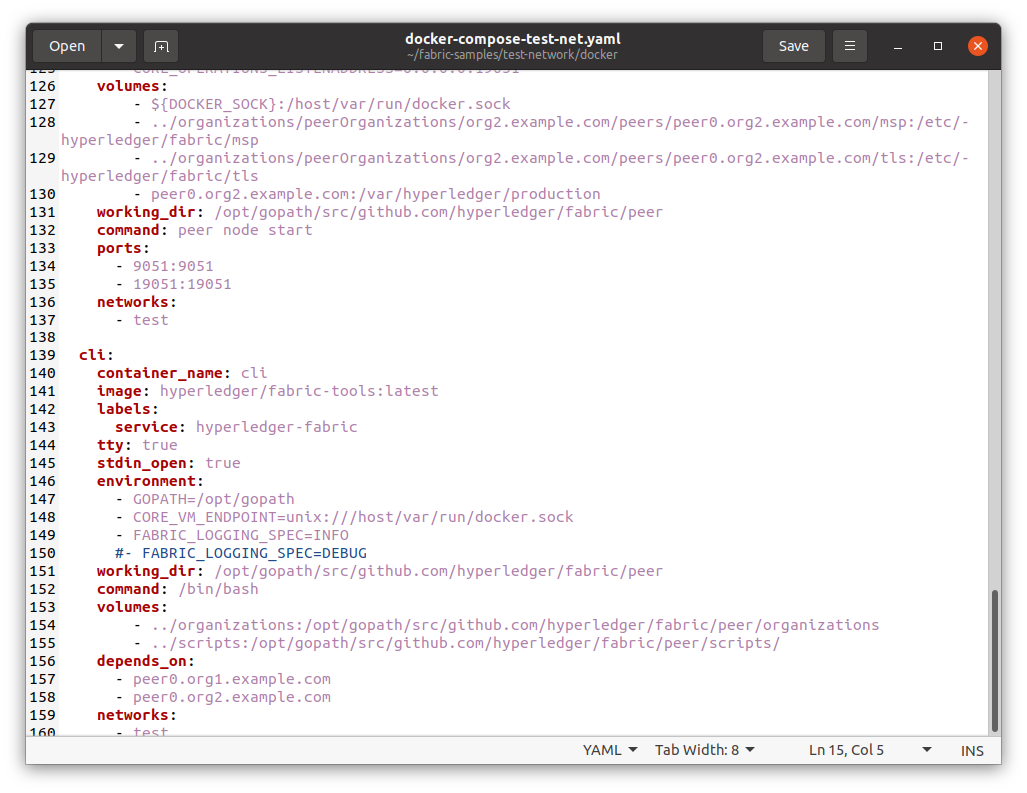 Open
docker-compose-test-net.yaml
~/fabric-samples/test-network/docker
Save
125 - CORE_OPERATIONS_LISTENADDRESS=0.0.0.0:19051
126 volumes:
127 - ${DOCKER_SOCK}:/host/var/run/docker.sock
128 - ../organizations/peerOrganizations/org2.example.com/peers/peer0.org2.example.com/msp:/etc/-
hyperledger/fabric/msp
129 - ../organizations/peerOrganizations/org2.example.com/peers/peer0.org2.example.com/tls:/etc/-
hyperledger/fabric/tls
130 - peer0.org2.example.com:/var/hyperledger/production
131 working_dir: /opt/gopath/src/github.com/hyperledger/fabric/peer
132 command: peer node start
133 ports:
134 - 9051:9051
135 - 19051:19051
136 networks:
137 - test
138
139 cli:
140 container_name: cli
141 image: hyperledger/fabric-tools:latest
142 labels:
143 service: hyperledger-fabric
144 tty: true
145 stdin_open: true
146 environment:
147 - GOPATH=/opt/gopath
148 - CORE_VM_ENDPOINT=unix:///host/var/run/docker.sock
149 - FABRIC_LOGGING_SPEC=INFO
150 #- FABRIC_LOGGING_SPEC=DEBUG
151 working_dir: /opt/gopath/src/github.com/hyperledger/fabric/peer
152 command: /bin/bash
153 volumes:
154 - ../organizations:/opt/gopath/src/github.com/hyperledger/fabric/peer/organizations
155 - ../scripts:/opt/gopath/src/github.com/hyperledger/fabric/peer/scripts/
156 depends_on:
157 - peer0.org1.example.com
158 - peer0.org2.example.com
159 networks:
160 - test
YAML Tab Width: 8 Ln 15, Col 5 INS